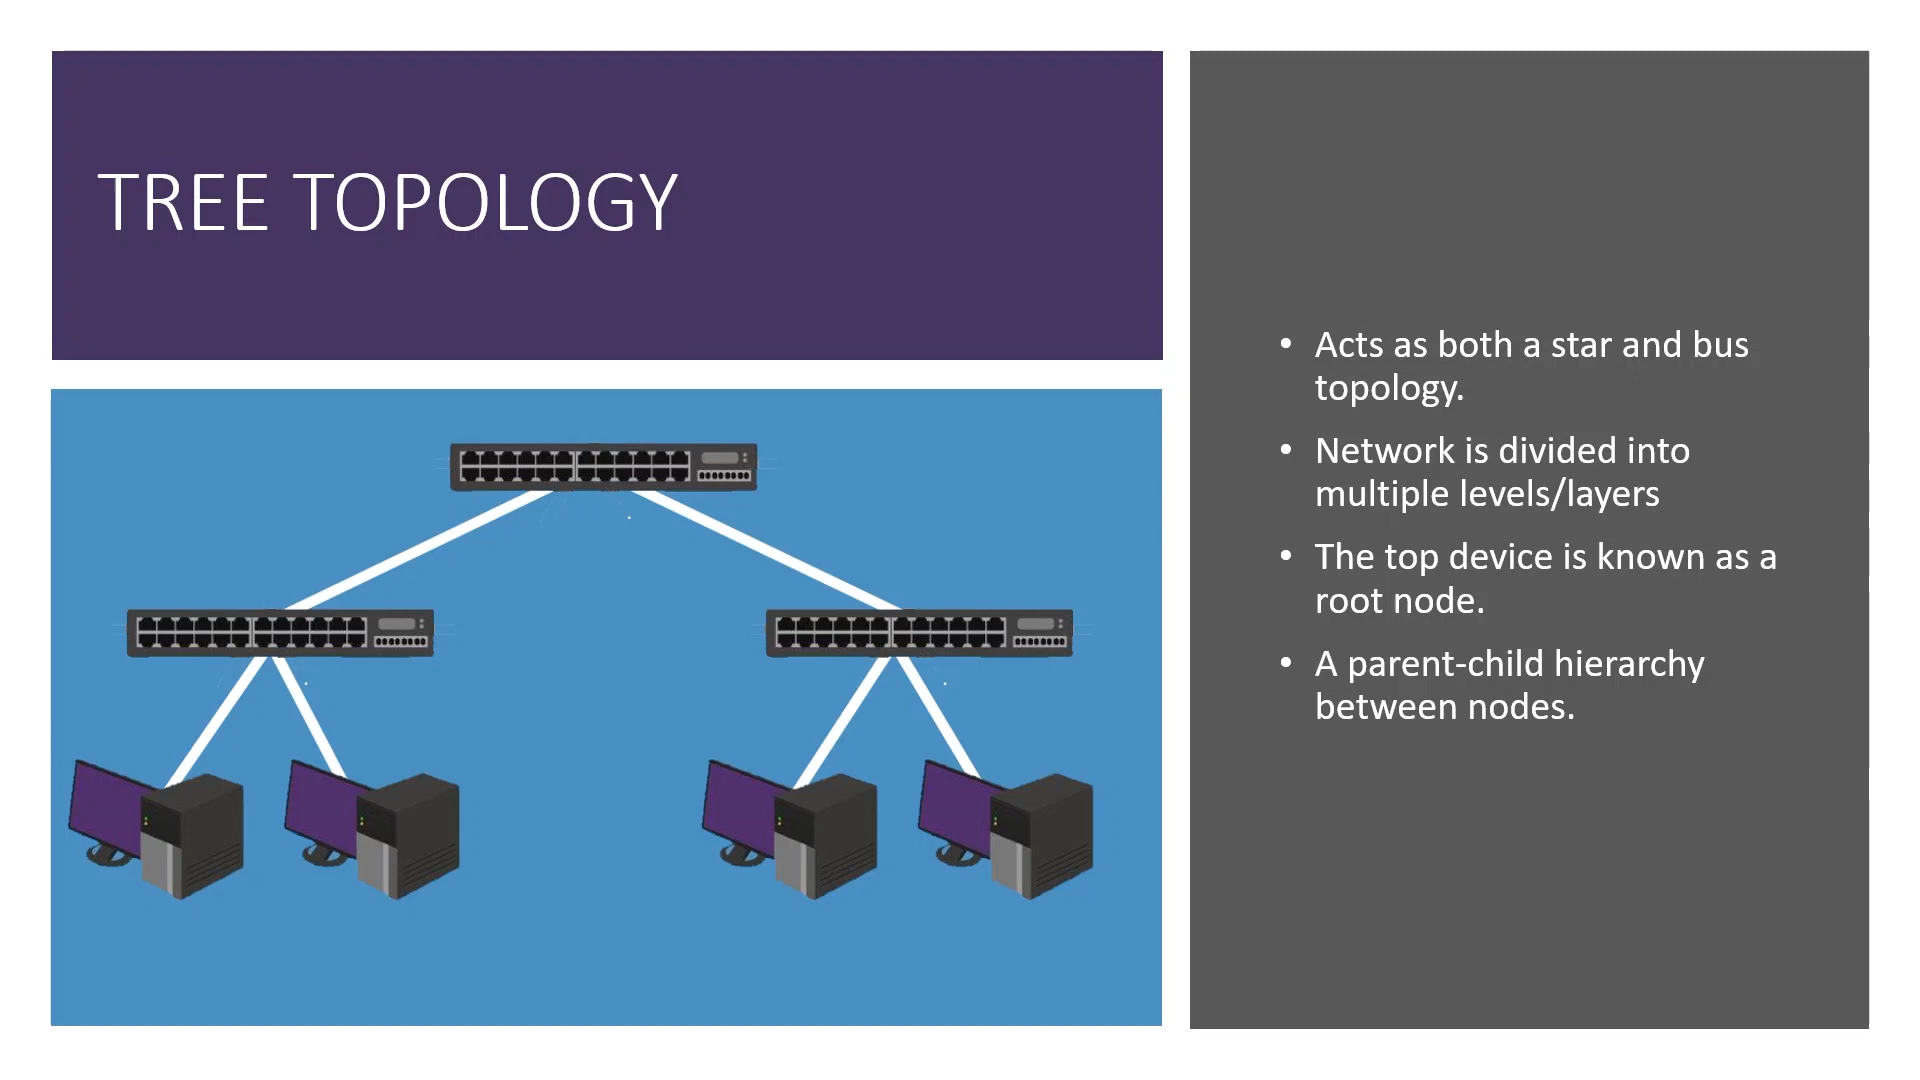 TREE TOPOLOGY
• Acts as both a star and bus
topology.
• Network is divided into
multiple levels/layers
• The top device is known as a
root node.
• A parent-child hierarchy
between nodes.